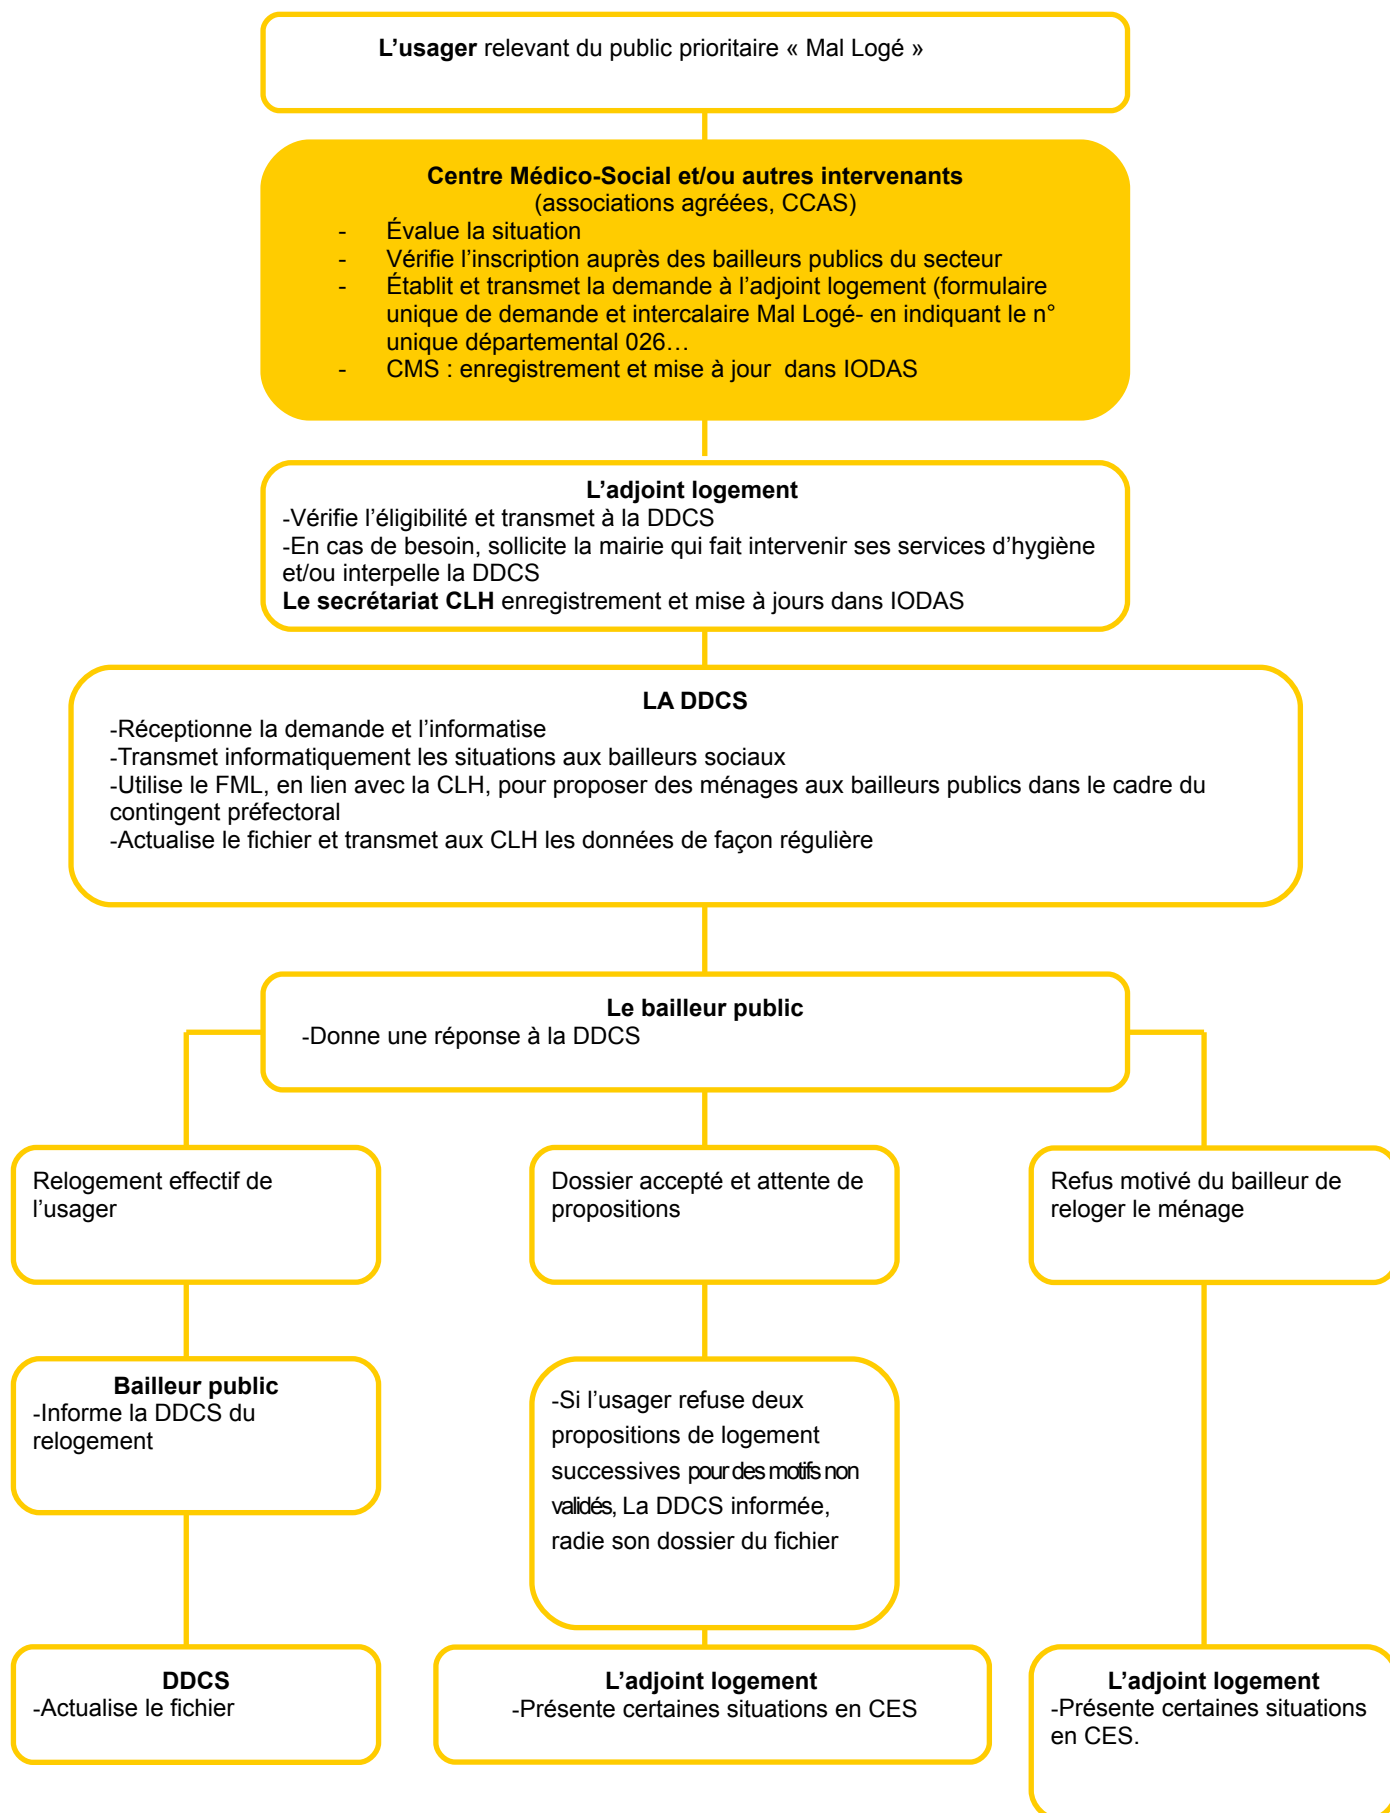 L’usager relevant du public prioritaire « Mal Logé »
Centre Médico-Social et/ou autres intervenants
(associations agréées, CCAS)
- Évalue la situation
- Vérifie l’inscription auprès des bailleurs publics du secteur
- Établit et transmet la demande à l’adjoint logement (formulaire
unique de demande et intercalaire Mal Logé- en indiquant le n°
unique départemental 026…
- CMS : enregistrement et mise à jour dans IODAS
L’adjoint logement
-Vérifie l’éligibilité et transmet à la DDCS
-En cas de besoin, sollicite la mairie qui fait intervenir ses services d’hygiène
et/ou interpelle la DDCS
Le secrétariat CLH enregistrement et mise à jours dans IODAS
LA DDCS
-Réceptionne la demande et l’informatise
-Transmet informatiquement les situations aux bailleurs sociaux
-Utilise le FML, en lien avec la CLH, pour proposer des ménages aux bailleurs publics dans le cadre du
contingent préfectoral
-Actualise le fichier et transmet aux CLH les données de façon régulière
Le bailleur public
-Donne une réponse à la DDCS
Relogement effectif de
l’usager
Dossier accepté et attente de
propositions
Refus motivé du bailleur de
reloger le ménage
Bailleur public
-Informe la DDCS du
relogement
-Si l’usager refuse deux
propositions de logement
successives pour des motifs non
validés, La DDCS informée,
radie son dossier du fichier
DDCS
-Actualise le fichier
L’adjoint logement
-Présente certaines situations en CES
L’adjoint logement
-Présente certaines situations
en CES.